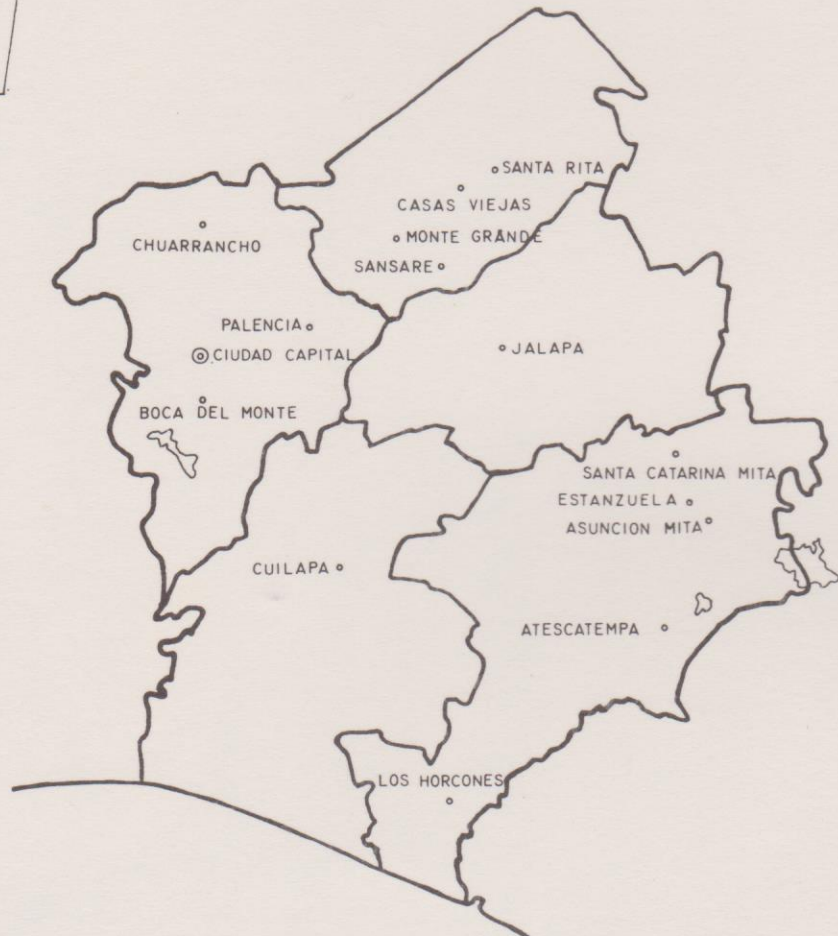 SANTA RITA
CASAS VIEJAS
MONTE GRANDE
CHUARRANCHO
SANSARE
PALENCIA
CIUDAD CAPITAL
JALAPA
BOCA DEL MONTE
SANTA CATARINA MITA
ESTANZUELA
ASUNCION MITA
CUILAPA
ATESCATEMPA
LOS HORCONES